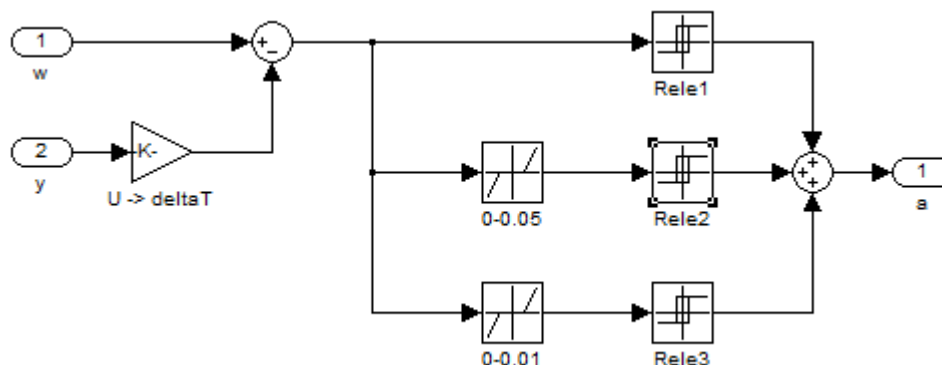 1
w
Rele1
2
y
-K-
U -> deltaT
0-0.05
Rele2
1
a
0-0.01
Rele3